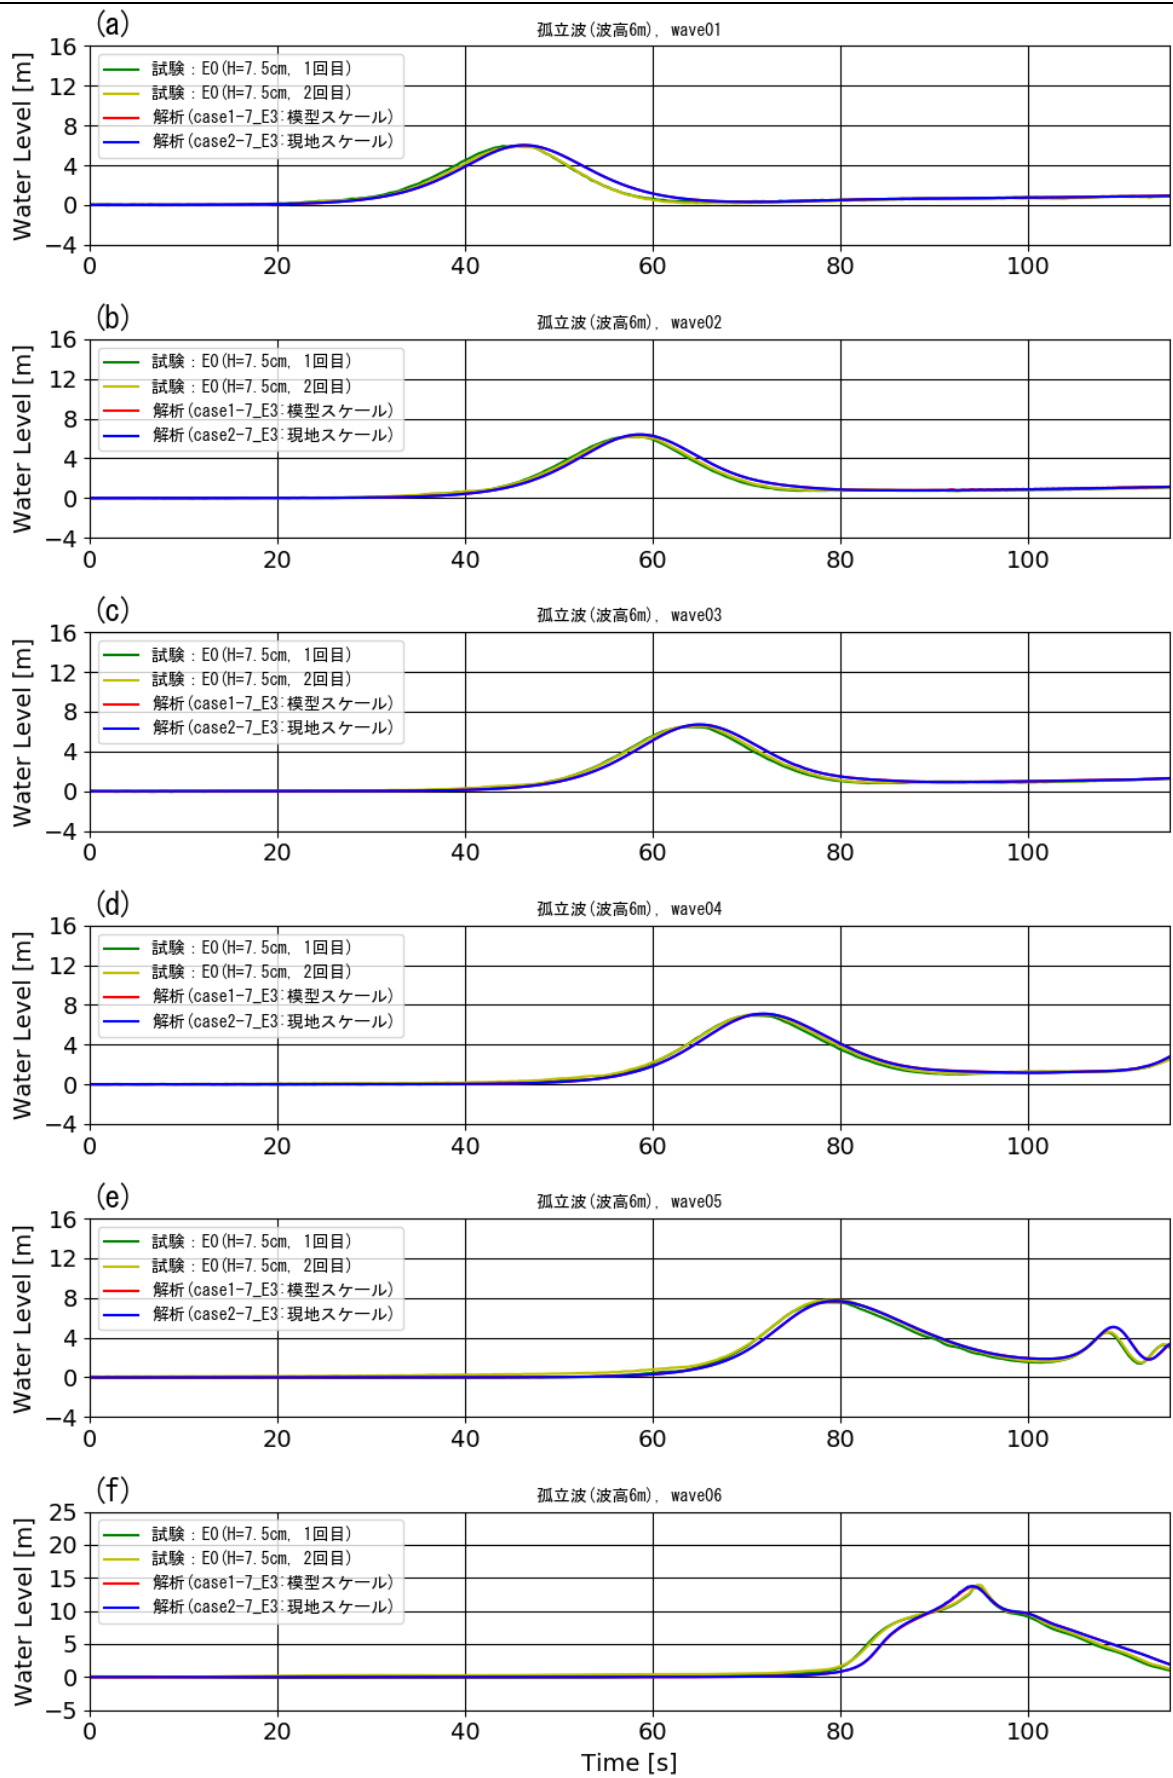 (a)
孤立波(波高6m), wave01
Water Level [m]
16
12
8
4
0
−4
試験：E0(H=7.5cm, 1回目)
試験：E0(H=7.5cm, 2回目)
解析(case1-7_E3:模型スケール)
解析(case2-7_E3:現地スケール)
0 20 40 60 80 100
(b)
孤立波(波高6m), wave02
Water Level [m]
16
12
8
4
0
−4
試験：E0(H=7.5cm, 1回目)
試験：E0(H=7.5cm, 2回目)
解析(case1-7_E3:模型スケール)
解析(case2-7_E3:現地スケール)
0 20 40 60 80 100
(c)
孤立波(波高6m), wave03
Water Level [m]
16
12
8
4
0
−4
試験：E0(H=7.5cm, 1回目)
試験：E0(H=7.5cm, 2回目)
解析(case1-7_E3:模型スケール)
解析(case2-7_E3:現地スケール)
0 20 40 60 80 100
(d)
孤立波(波高6m), wave04
Water Level [m]
16
12
8
4
0
−4
試験：E0(H=7.5cm, 1回目)
試験：E0(H=7.5cm, 2回目)
解析(case1-7_E3:模型スケール)
解析(case2-7_E3:現地スケール)
0 20 40 60 80 100
(e)
孤立波(波高6m), wave05
Water Level [m]
16
12
8
4
0
−4
試験：E0(H=7.5cm, 1回目)
試験：E0(H=7.5cm, 2回目)
解析(case1-7_E3:模型スケール)
解析(case2-7_E3:現地スケール)
0 20 40 60 80 100
(f)
孤立波(波高6m), wave06
Water Level [m]
25
20
15
10
5
0
−5
試験：E0(H=7.5cm, 1回目)
試験：E0(H=7.5cm, 2回目)
解析(case1-7_E3:模型スケール)
解析(case2-7_E3:現地スケール)
0 20 40 60 80 100
Time [s]